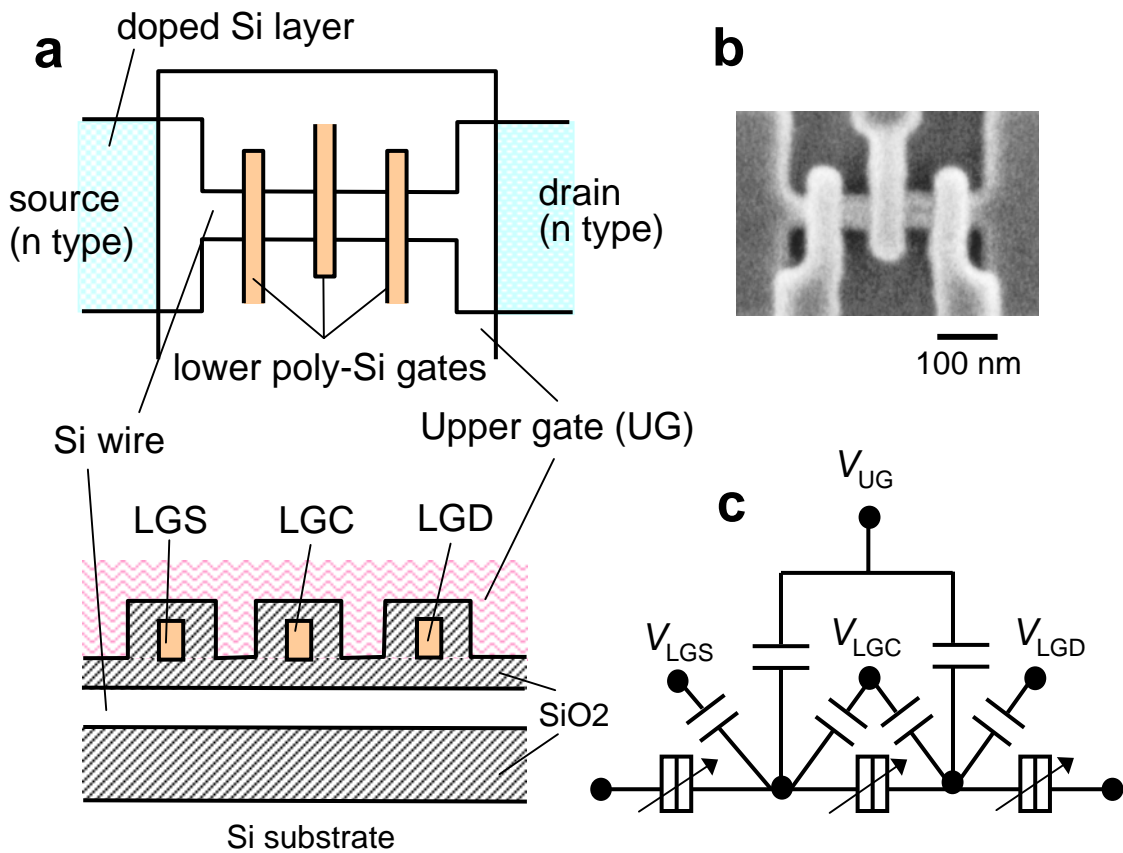 a
doped Si layer
source
(n type)
drain
(n type)
lower poly-Si gates
Si wire
Upper gate (UG)
LGS
LGC
LGD
SiO2
Si substrate
b
100 nm
c
VUG
VLGS
VLGC
VLGD